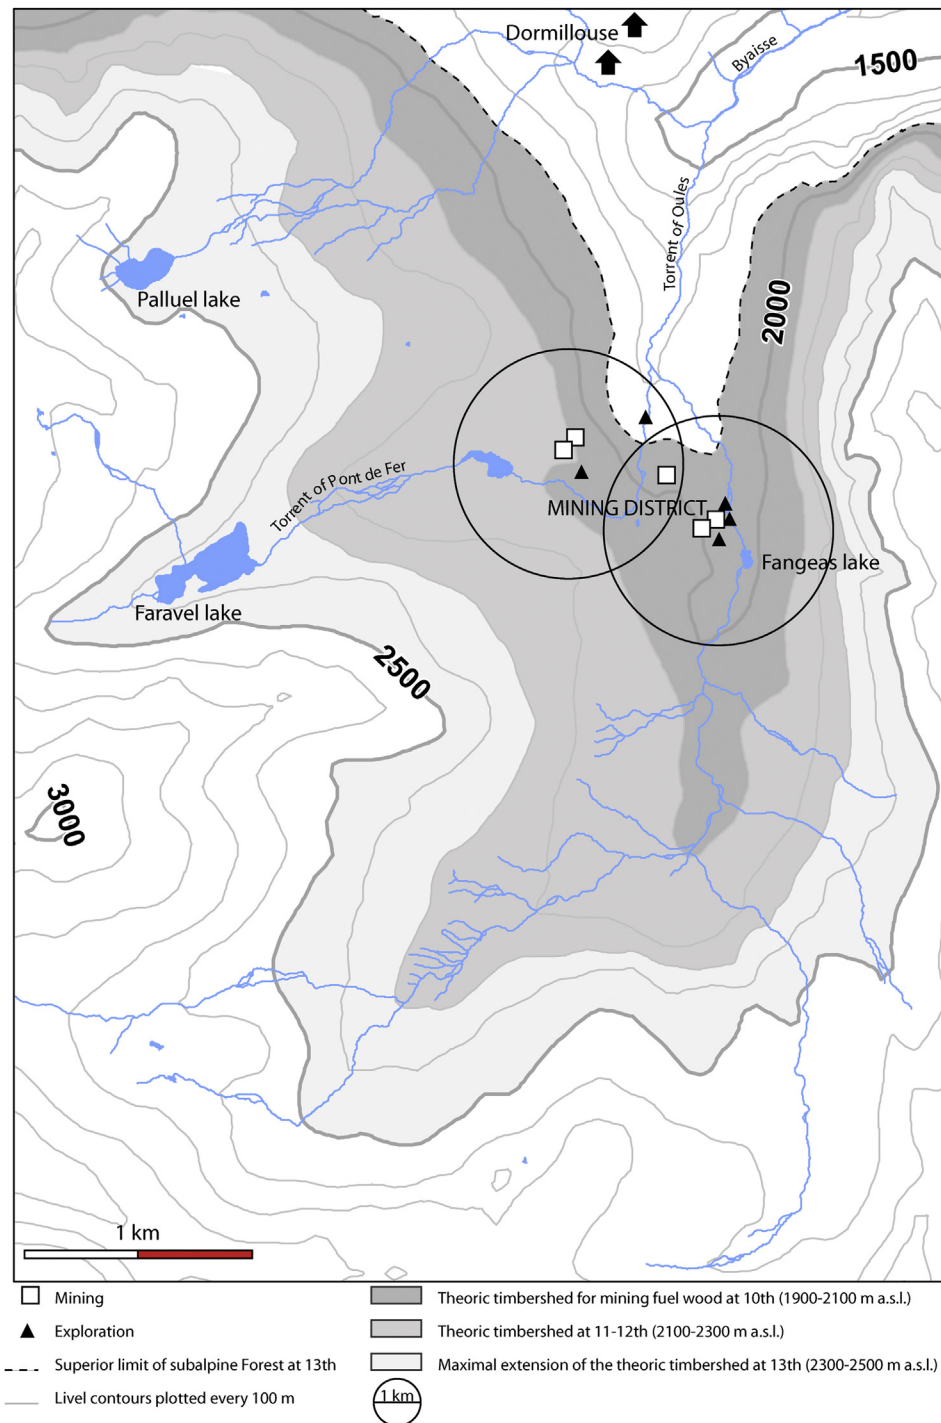 Dormillouse
Byaisse
1500
Torrent of Oules
2000
Palluel lake
Torrent of Pont de Fer
MINING DISTRICT
Fangeas lake
Faravel lake
2500
3000
1 km
Mining
Exploration
Superior limit of subalpine Forest at 13th
Livel contours plotted every 100 m
Theoric timbershed for mining fuel wood at 10th (1900-2100 m a.s.l.)
Theoric timbershed at 11-12th (2100-2300 m a.s.l.)
Maximal extension of the theoric timbershed at 13th (2300-2500 m a.s.l.)
1 km